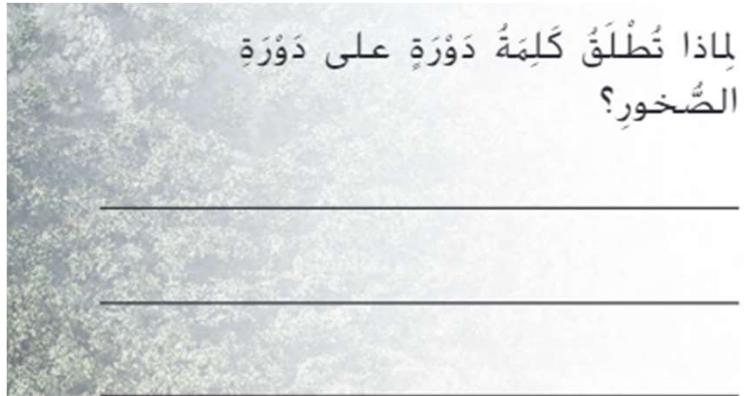 لِماذا تُطْلَقُ كَلِمَةُ دَوْرَةٍ على دَوْرَةِ
الصُّخورِ؟